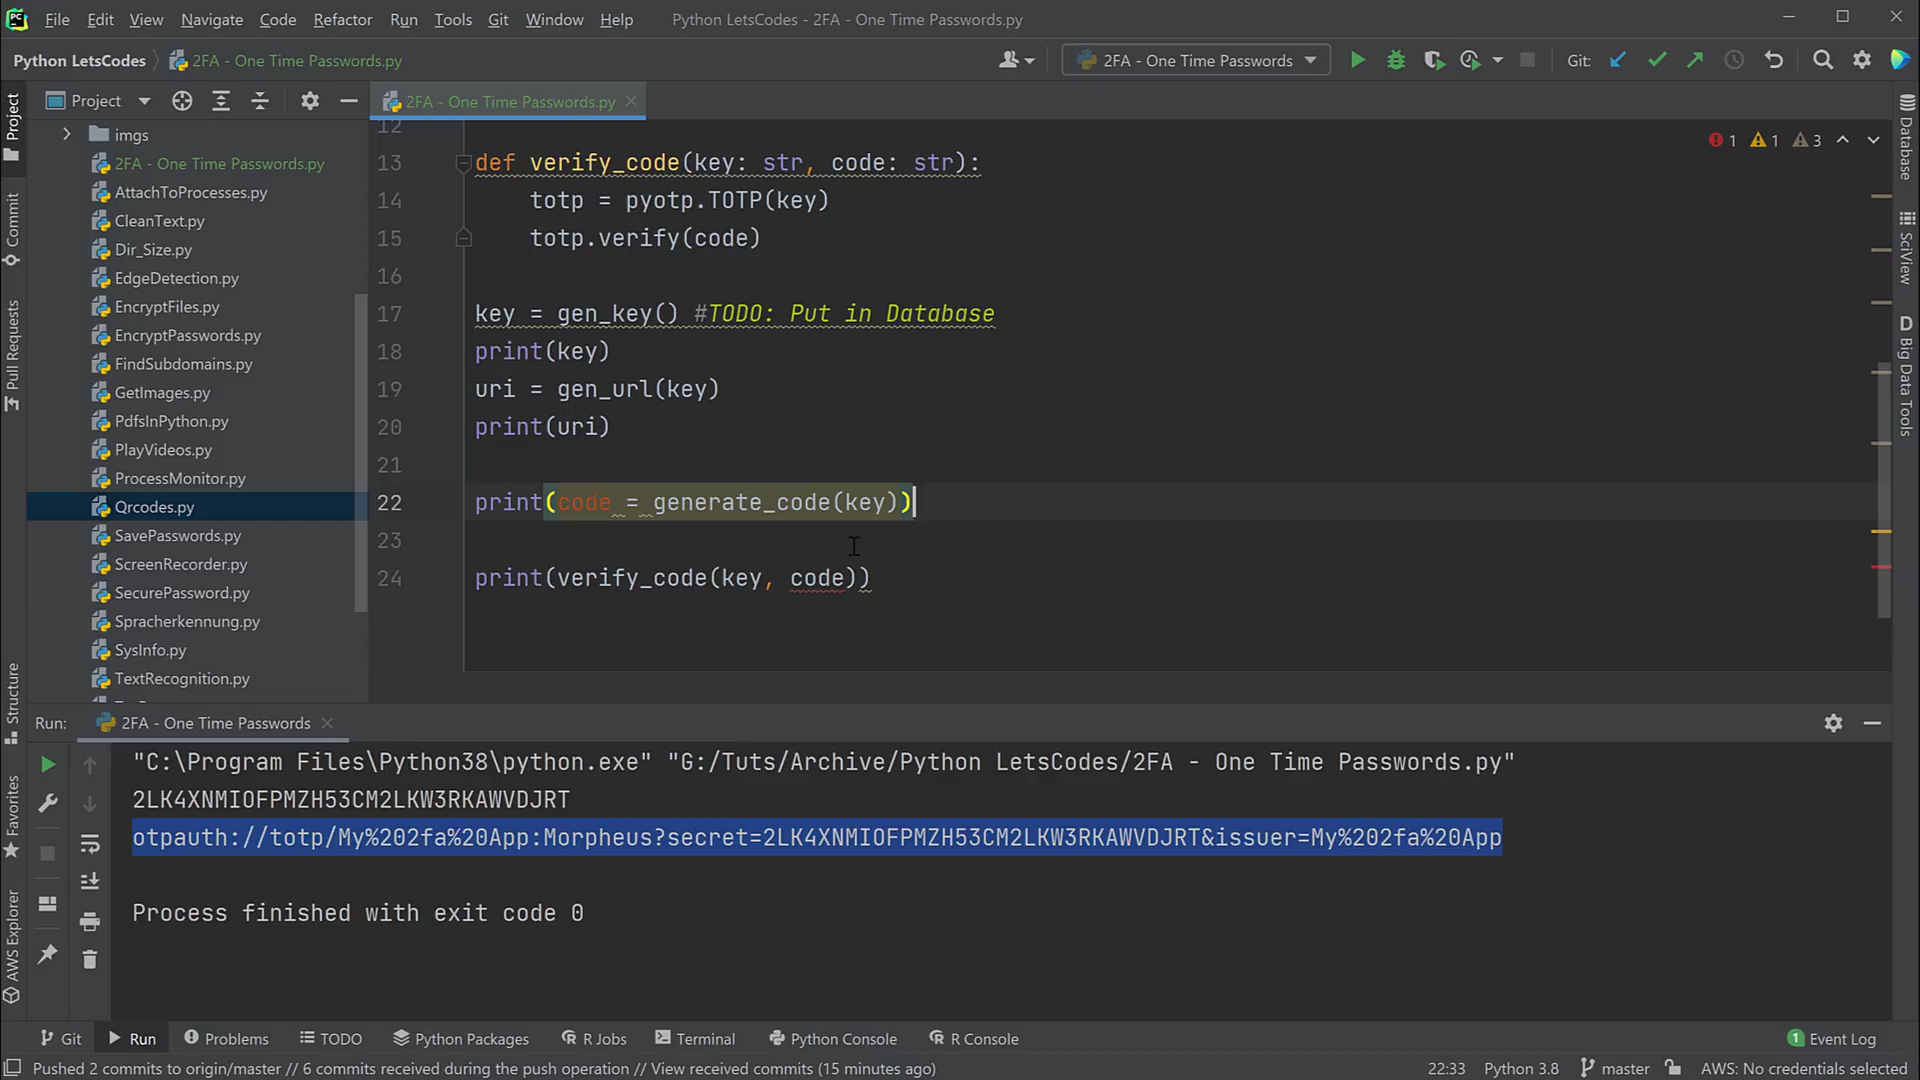 PC File Edit View Navigate Code Refactor Run Tools Git Window Help Python LetsCodes - 2FA - One Time Passwords.py
Python LetsCodes 2FA - One Time Passwords.py 2FA - One Time Passwords Git:
Project 2FA - One Time Passwords.py
imgs
2FA - One Time Passwords.py
AttachToProcesses.py
CleanText.py
Dir_Size.py
EdgeDetection.py
EncryptFiles.py
EncryptPasswords.py
FindSubdomains.py
GetImages.py
PdfsInPython.py
PlayVideos.py
ProcessMonitor.py
Qrcodes.py
SavePasswords.py
ScreenRecorder.py
SecurePassword.py
Spracherkennung.py
SysInfo.py
TextRecognition.py
Project
Commit
Pull Requests
Structure
Favorites
AWS Explorer
1 1 3
12
13 def verify_code(key: str, code: str):
14 totp = pyotp.TOTP(key)
15 totp.verify(code)
16
17 key = gen_key() #TODO: Put in Database
18 print(key)
19 uri = gen_url(key)
20 print(uri)
21
22 print(code = generate_code(key))
23
24 print(verify_code(key, code))
Database
SciView
D Big Data Tools
Run: 2FA - One Time Passwords
"C:\Program Files\Python38\python.exe" "G:/Tuts/Archive/Python LetsCodes/2FA - One Time Passwords.py"
2LK4XNMIOFPMZH53CM2LKW3RKAWVDJRT
otpauth://totp/My%202fa%20App:Morpheus?secret=2LK4XNMIOFPMZH53CM2LKW3RKAWVDJRT&issuer=My%202fa%20App
Process finished with exit code 0
Git Run Problems TODO Python Packages R Jobs Terminal Python Console R Console 1 Event Log
Pushed 2 commits to origin/master // 6 commits received during the push operation // View received commits (15 minutes ago) 22:33 Python 3.8 master AWS: No credentials selected